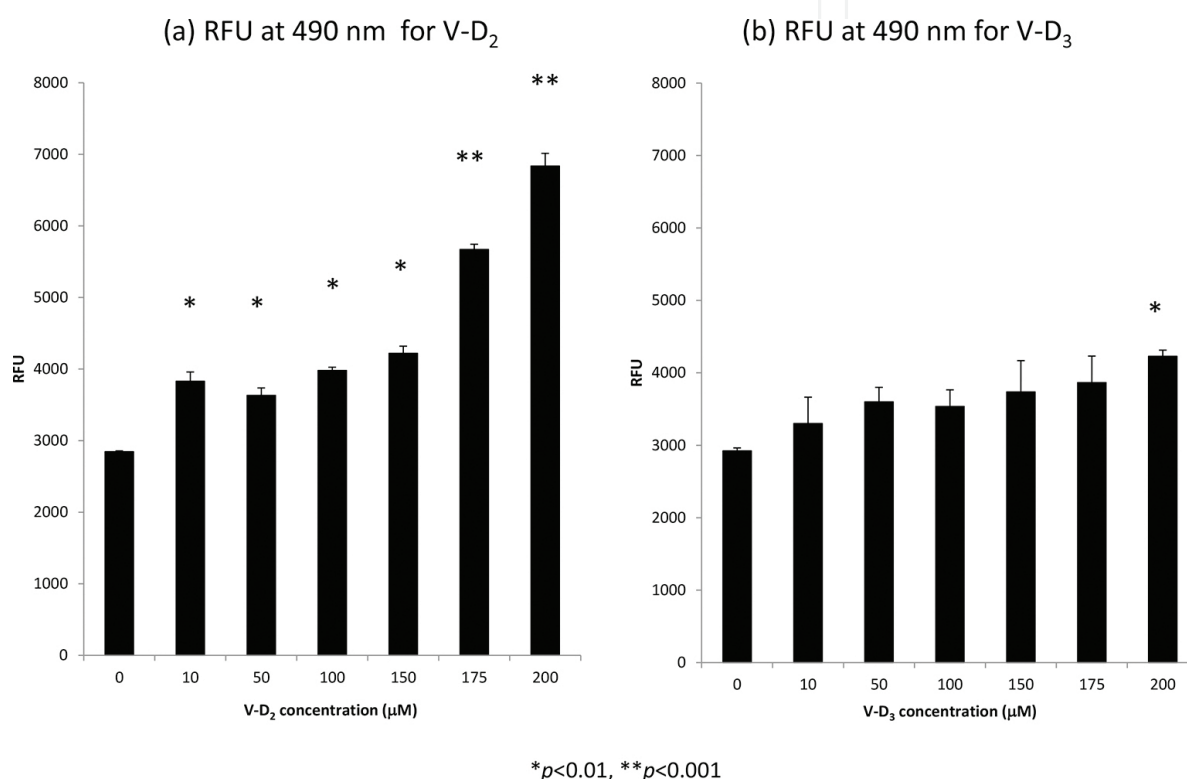 (a) RFU at 490 nm for V-D₂
8000
7000
6000
5000
4000
3000
2000
1000
0
RFU
**
**
*
*
*
*
0 10 50 100 150 175 200
V-D₂ concentration (μM)
(b) RFU at 490 nm for V-D₃
8000
7000
6000
5000
4000
3000
2000
1000
0
RFU
*
0 10 50 100 150 175 200
V-D₃ concentration (μM)
*p<0.01, **p<0.001